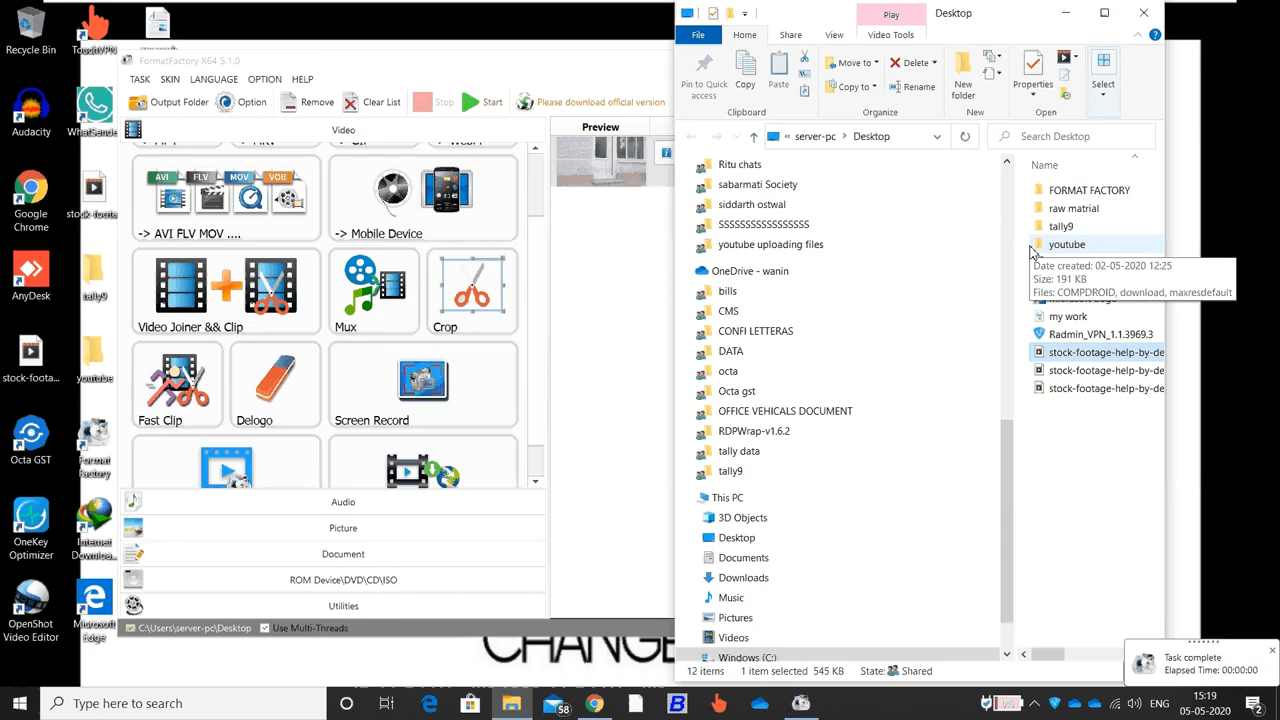 Recycle Bin
TouchVPN
Audacity
WhatSende
Google
Chrome
stock-foota
AnyDesk
tally9
stock-foota...
youtube
Octa GST
Format
Factory
OneKey
Optimizer
Internet
Downloa...
OpenShot
Video Editor
Microsoft
Edge
FormatFactory X64 5.1.0
TASK SKIN LANGUAGE OPTION HELP
Output Folder Option Remove Clear List Stop Start Please download official version
Video
Preview
AVI FLV MOV VOB
-> AVI FLV MOV ....
-> Mobile Device
Video Joiner && Clip
Mux
Crop
Fast Clip
Delogo
Screen Record
Audio
Picture
Document
ROM Device\DVD\CD\ISO
Utilities
C:\Users\server-pc\Desktop Use Multi-Threads
CHANGE
Play Desktop
File Home Share View Video Tools
Pin to Quick
access
Copy
Paste
Move to
Copy to
Delete
Rename
New
folder
Properties
Select
Clipboard Organize New Open
« server-pc > Desktop
Search Desktop
Ritu chats
sabarmati Society
siddarth ostwal
SSSSSSSSSSSSSSSSS
youtube uploading files
OneDrive - wanin
bills
CMS
CONFI LETTERAS
DATA
octa
Octa gst
OFFICE VEHICALS DOCUMENT
RDPWrap-v1.6.2
tally data
tally9
This PC
3D Objects
Desktop
Documents
Downloads
Music
Pictures
Videos
Windows (C:)
Name
FORMAT FACTORY
raw matrial
tally9
youtube
Date created: 02-05-2020 12:25
Size: 191 KB
Files: COMPDROID, download, maxresdefault
my work
Radmin_VPN_1.1.3969.3
stock-footage-help-by-de
stock-footage-help-by-de
stock-footage-help-by-de
12 items 1 item selected 545 KB State: Shared
Task complete
Elapsed Time: 00:00:00
Type here to search
58
ENG
15:19
05-05-2020